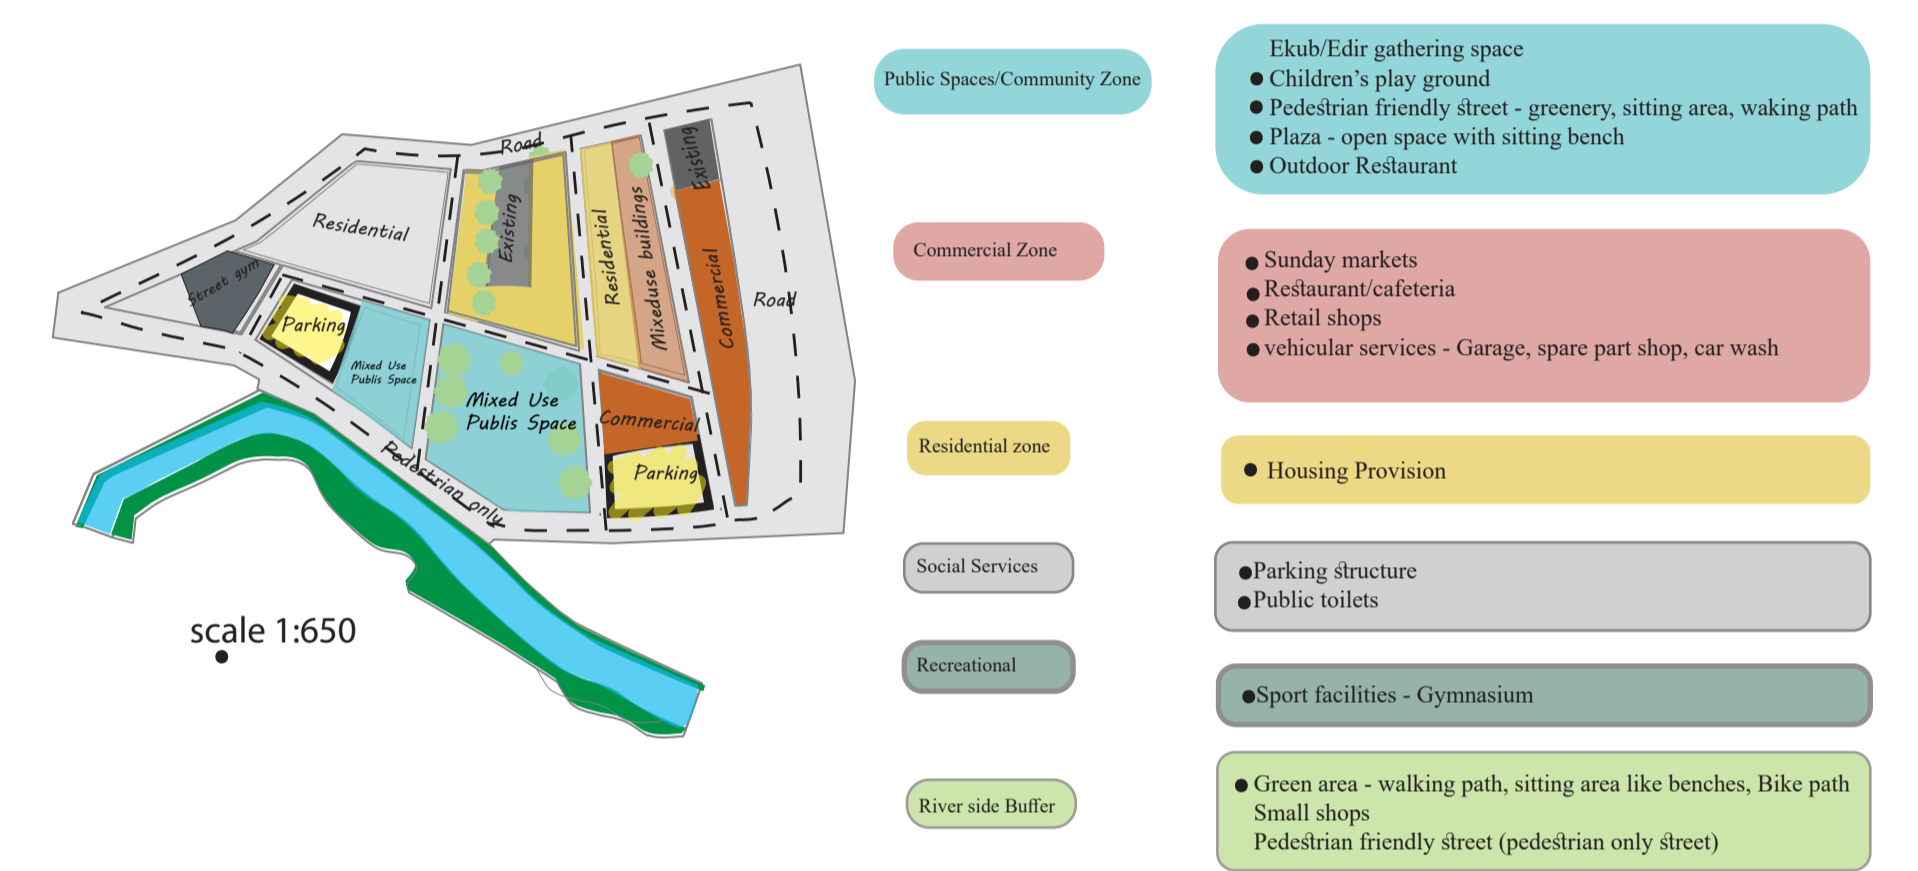 Road
Residential
Existing
Residential
Mixeduse buildings
Existing
Commercial
Road
Street gym
Parking
Mixed Use
Publis Space
Mixed Use
Publis Space
Commercial
Parking
Pedestrian only
scale 1:650
Public Spaces/Community Zone
Ekub/Edir gathering space
● Children's play ground
● Pedestrian friendly street - greenery, sitting area, waking path
● Plaza - open space with sitting bench
● Outdoor Restaurant
Commercial Zone
● Sunday markets
● Restaurant/cafeteria
● Retail shops
● vehicular services - Garage, spare part shop, car wash
Residential zone
● Housing Provision
Social Services
●Parking structure
●Public toilets
Recreational
●Sport facilities - Gymnasium
River side Buffer
● Green area - walking path, sitting area like benches, Bike path
Small shops
Pedestrian friendly street (pedestrian only street)